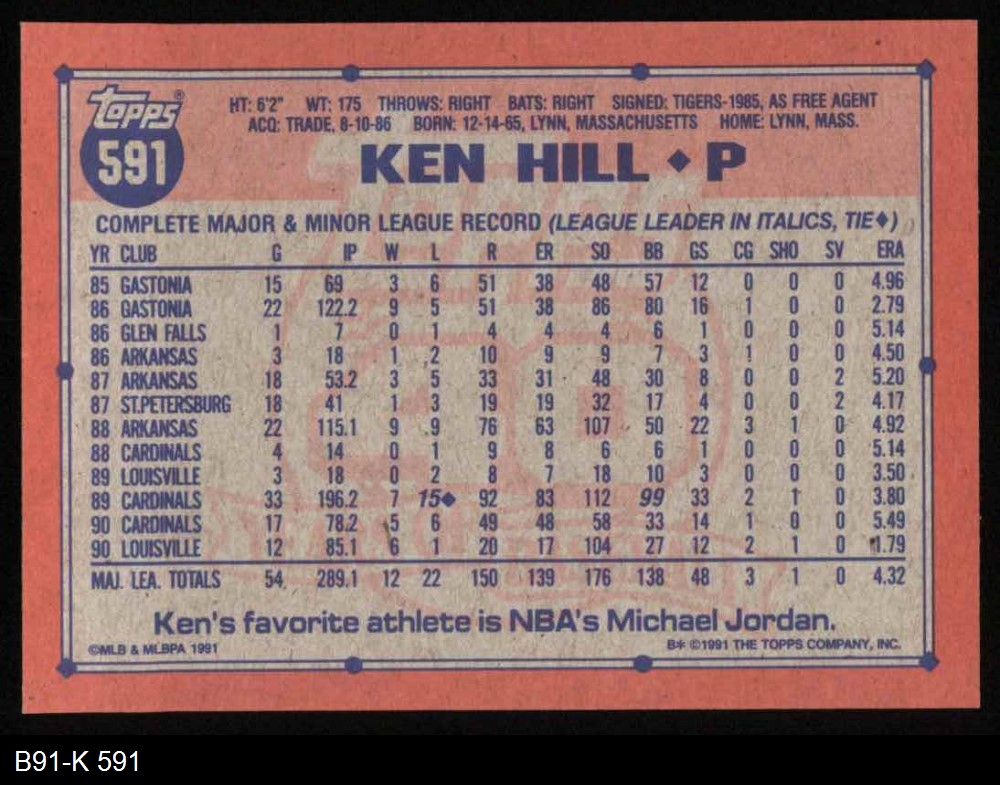 Topps®
591
HT: 6'2" WT: 175 THROWS: RIGHT BATS: RIGHT SIGNED: TIGERS-1985, AS FREE AGENT
ACQ: TRADE, 8-10-86 BORN: 12-14-65, LYNN, MASSACHUSETTS HOME: LYNN, MASS.
KEN HILL ◆ P
COMPLETE MAJOR & MINOR LEAGUE RECORD (LEAGUE LEADER IN ITALICS, TIE◆)
YR CLUB G IP W L R ER SO BB GS CG SHO SV ERA
85 GASTONIA 15 69 3 6 51 38 48 57 12 0 0 0 4.96
86 GASTONIA 22 122.2 9 5 51 38 86 80 16 1 0 0 2.79
86 GLEN FALLS 1 7 0 1 4 4 4 6 1 0 0 0 5.14
86 ARKANSAS 3 18 1 2 10 9 9 7 3 1 0 0 4.50
87 ARKANSAS 18 53.2 3 5 33 31 48 30 8 0 0 2 5.20
87 ST.PETERSBURG 18 41 1 3 19 19 32 17 4 0 0 2 4.17
88 ARKANSAS 22 115.1 9 9 76 63 107 50 22 3 1 0 4.92
88 CARDINALS 4 14 0 1 9 8 6 6 1 0 0 0 5.14
89 LOUISVILLE 3 18 0 2 8 7 18 10 3 0 0 0 3.50
89 CARDINALS 33 196.2 7 15◆ 92 83 112 99 33 2 1 0 3.80
90 CARDINALS 17 78.2 5 6 49 48 58 33 14 1 0 0 5.49
90 LOUISVILLE 12 85.1 6 1 20 17 104 27 12 2 1 0 1.79
MAJ. LEA. TOTALS 54 289.1 12 22 150 139 176 138 48 3 1 0 4.32
Ken's favorite athlete is NBA's Michael Jordan.
©MLB & MLBPA 1991 B* ©1991 THE TOPPS COMPANY, INC.
B91-K 591